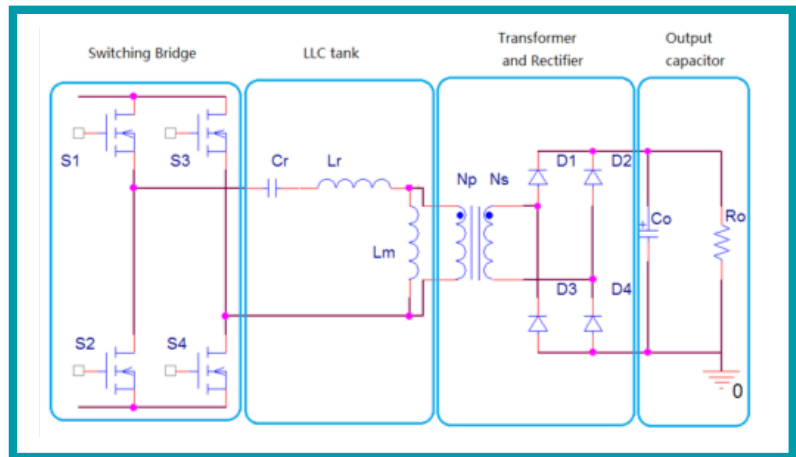 Switching Bridge
LLC tank
Transformer
and Rectifier
Output
capacitor
S1
S3
Cr
Lr
Lm
Np
Ns
D1
D2
Co
Ro
S2
S4
D3
D4
+
0